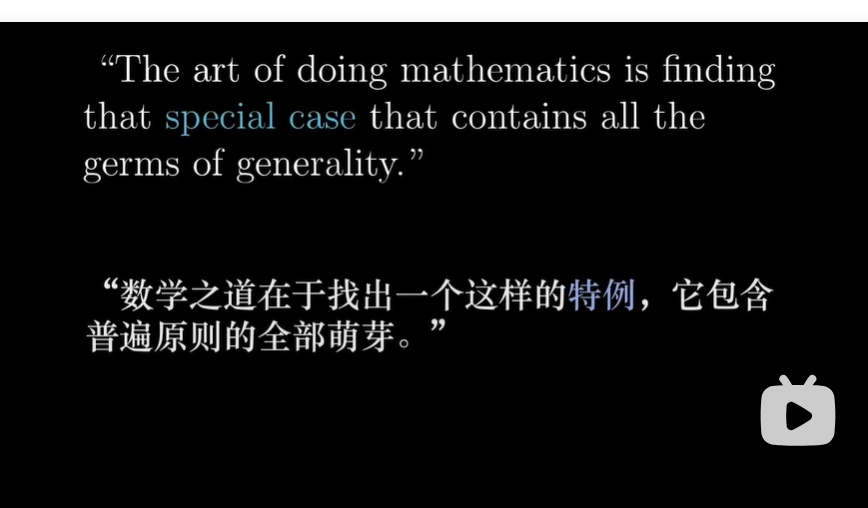 “The art of doing mathematics is finding
that special case that contains all the
germs of generality.”
“数学之道在于找出一个这样的特例，它包含
普遍原则的全部萌芽。”